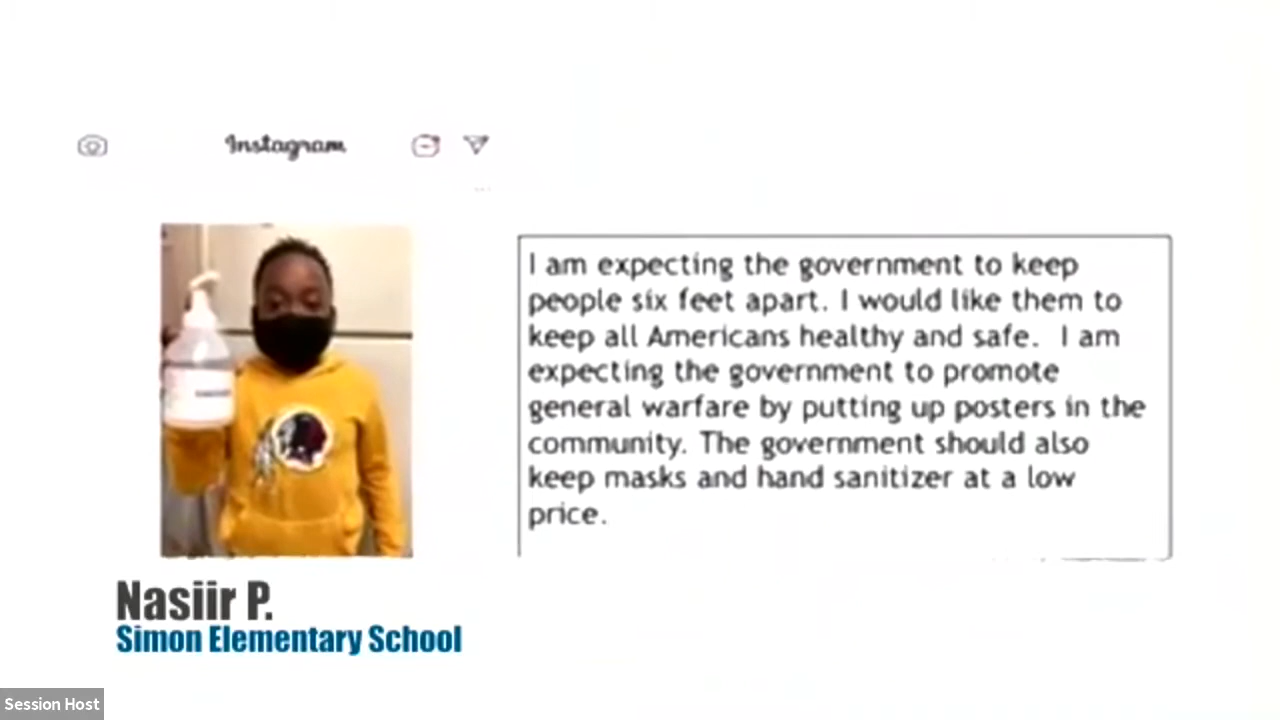 Instagram
I am expecting the government to keep
people six feet apart. I would like them to
keep all Americans healthy and safe.  I am
expecting the government to promote
general warfare by putting up posters in the
community. The government should also
keep masks and hand sanitizer at a low
price.
Nasiir P.
Simon Elementary School
Session Host